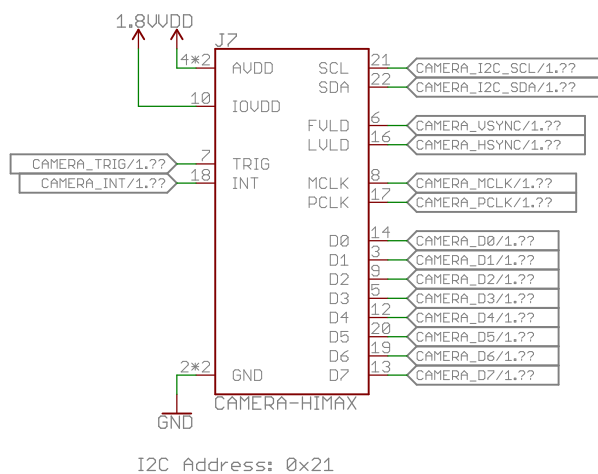 1.8V VDD
J7
4*2 AVDD SCL 21 CAMERA_I2C_SCL/1.??
SDA 22 CAMERA_I2C_SDA/1.??
10 IOVDD
FVLD 6 CAMERA_VSYNC/1.??
LVLD 16 CAMERA_HSYNC/1.??
CAMERA_TRIG/1.?? 7 TRIG
CAMERA_INT/1.?? 18 INT MCLK 8 CAMERA_MCLK/1.??
PCLK 17 CAMERA_PCLK/1.??
D0 14 CAMERA_D0/1.??
D1 3 CAMERA_D1/1.??
D2 9 CAMERA_D2/1.??
D3 5 CAMERA_D3/1.??
D4 12 CAMERA_D4/1.??
D5 20 CAMERA_D5/1.??
D6 19 CAMERA_D6/1.??
2*2 GND D7 13 CAMERA_D7/1.??
CAMERA-HIMAX
GND
I2C Address: 0x21